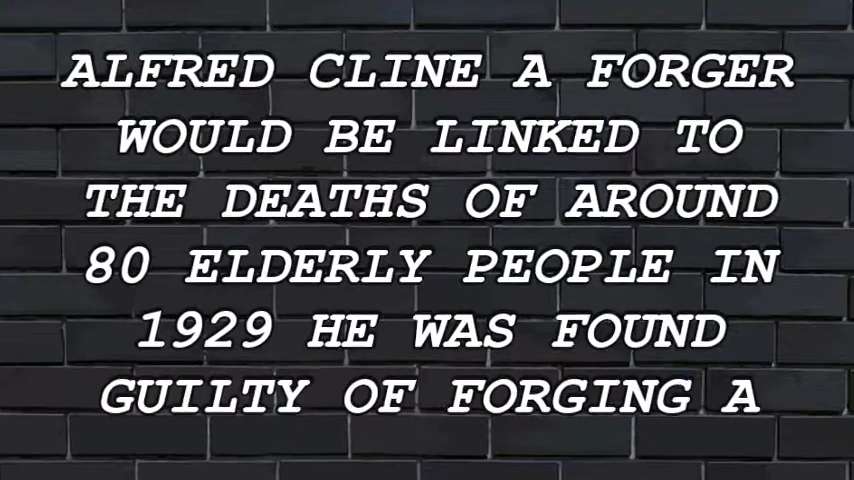 ALFRED CLINE A FORGER
WOULD BE LINKED TO
THE DEATHS OF AROUND
80 ELDERLY PEOPLE IN
1929 HE WAS FOUND
GUILTY OF FORGING A